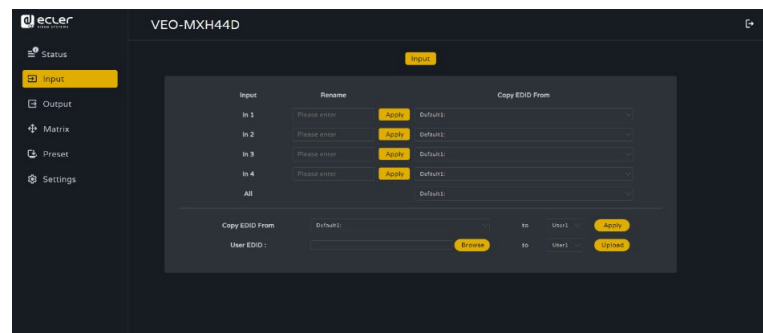 ecler
VEO-MXH44D
Status
Input
Output
Matrix
Preset
Settings
Input
Input Rename Copy EDID From
In 1 Please enter Apply Default1:
In 2 Please enter Apply Default1:
In 3 Please enter Apply Default1:
In 4 Please enter Apply Default1:
All Default1:
Copy EDID From Default1: to User1 Apply
User EDID : Browse to User1 Upload